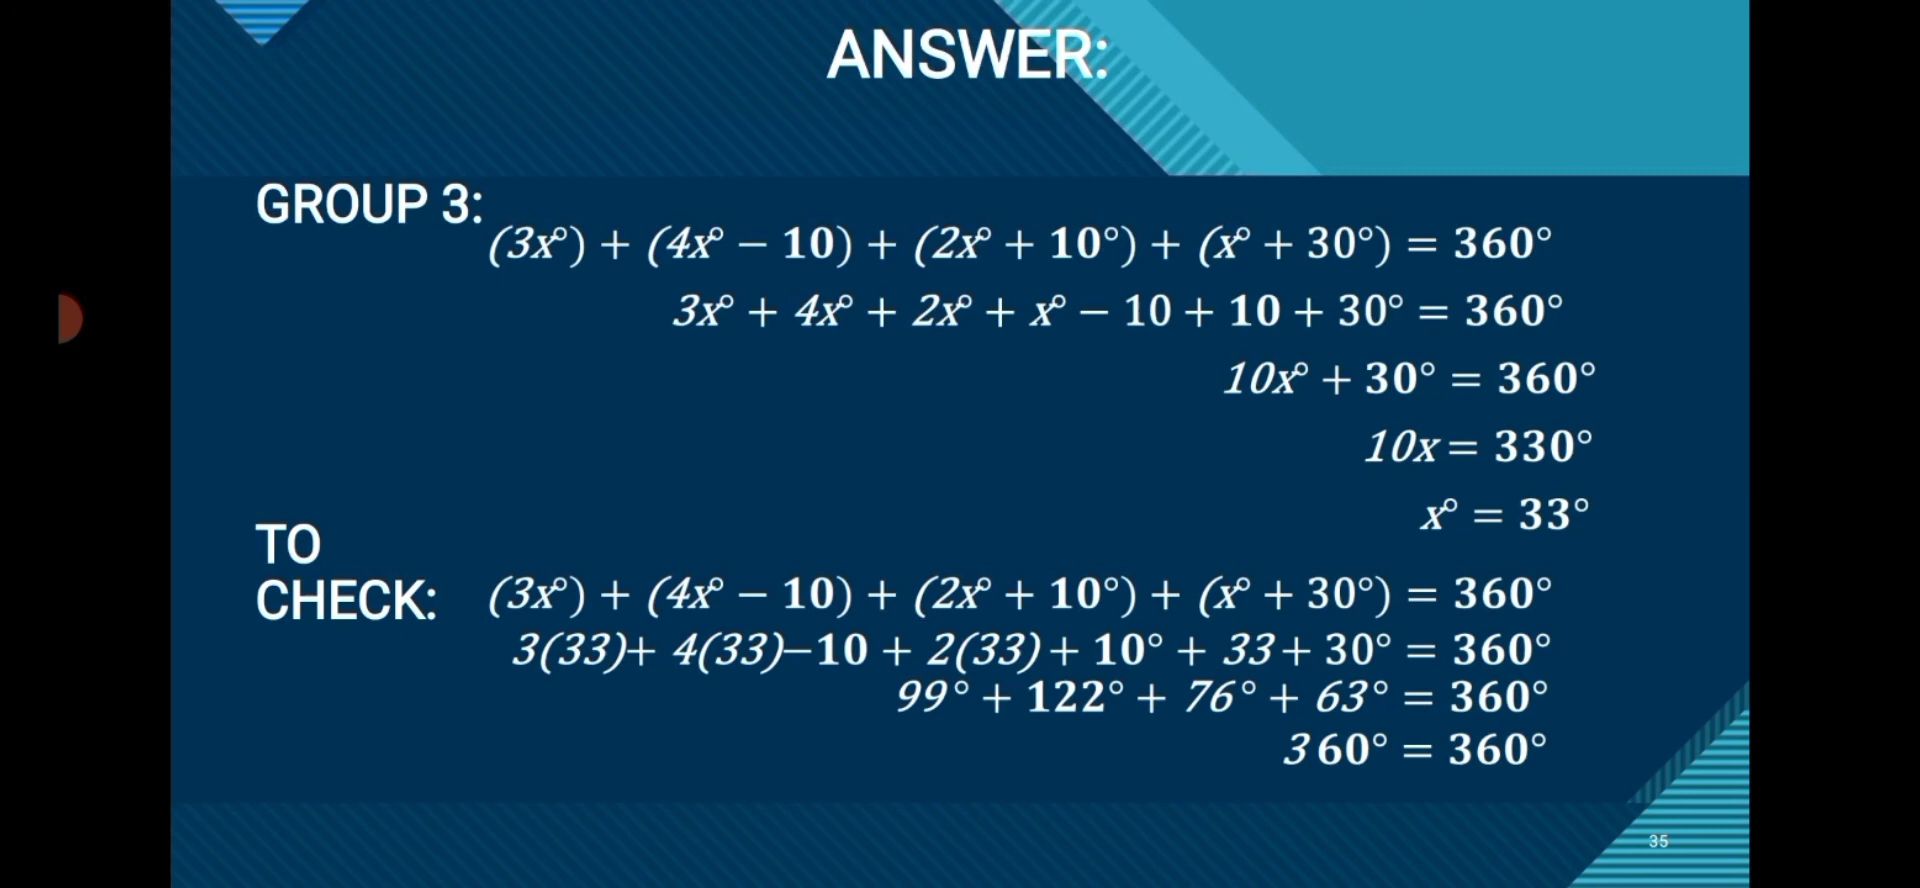 ANSWER:
GROUP 3:
(3x°) + (4x° − 10) + (2x° + 10°) + (x° + 30°) = 360°
3x° + 4x° + 2x° + x° − 10 + 10 + 30° = 360°
10x° + 30° = 360°
10x = 330°
x° = 33°
TO
CHECK:
(3x°) + (4x° − 10) + (2x° + 10°) + (x° + 30°) = 360°
3(33)+ 4(33)−10 + 2(33) + 10° + 33 + 30° = 360°
99° + 122° + 76° + 63° = 360°
360° = 360°
35